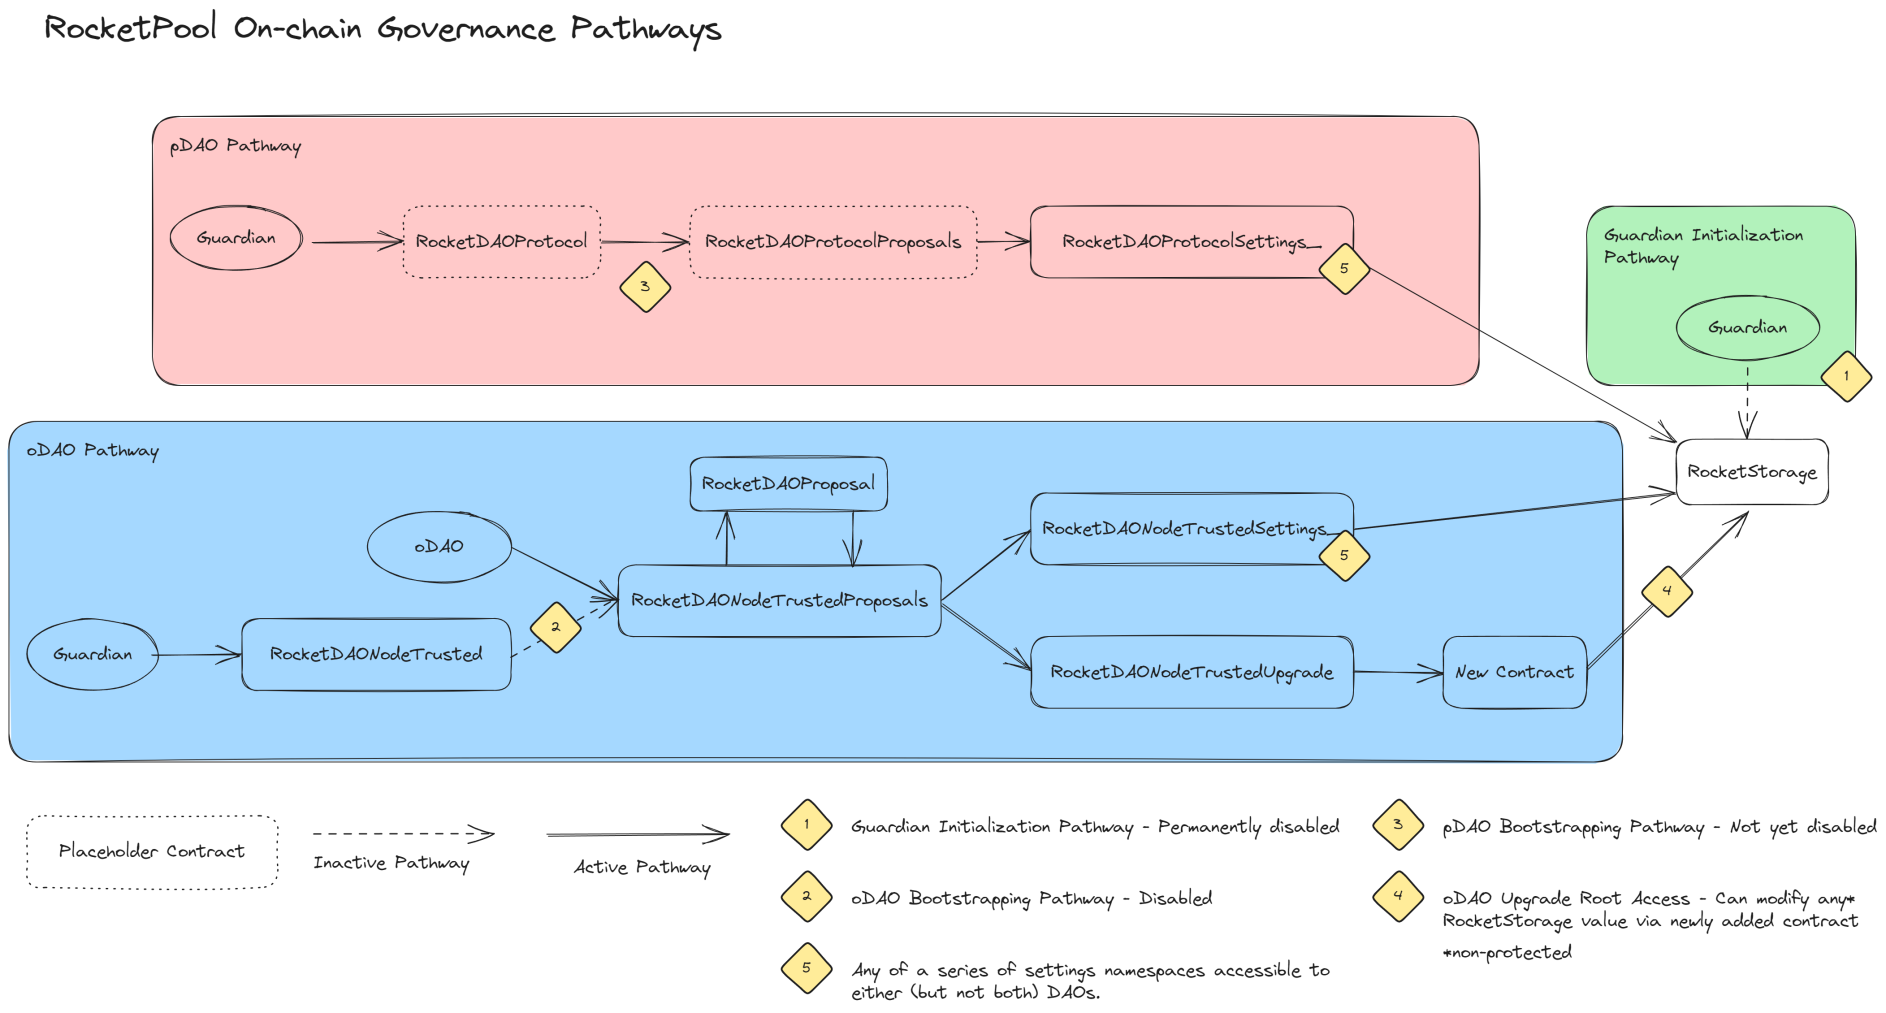 RocketPool On-chain Governance Pathways
pDAO Pathway
Guardian
RocketDAOProtocol
3
RocketDAOProtocolProposals
RocketDAOProtocolSettings_
5
Guardian Initialization
Pathway
Guardian
1
RocketStorage
oDAO Pathway
oDAO
Guardian
RocketDAONodeTrusted
2
RocketDAOProposal
RocketDAONodeTrustedProposals
RocketDAONodeTrustedSettings_
5
RocketDAONodeTrustedUpgrade
New Contract
4
Placeholder Contract
Inactive Pathway
Active Pathway
1
Guardian Initialization Pathway - Permanently disabled
2
oDAO Bootstrapping Pathway - Disabled
5
Any of a series of settings namespaces accessible to
either (but not both) DAOs.
3
pDAO Bootstrapping Pathway - Not yet disabled
4
oDAO Upgrade Root Access - Can modify any*
RocketStorage value via newly added contract
*non-protected